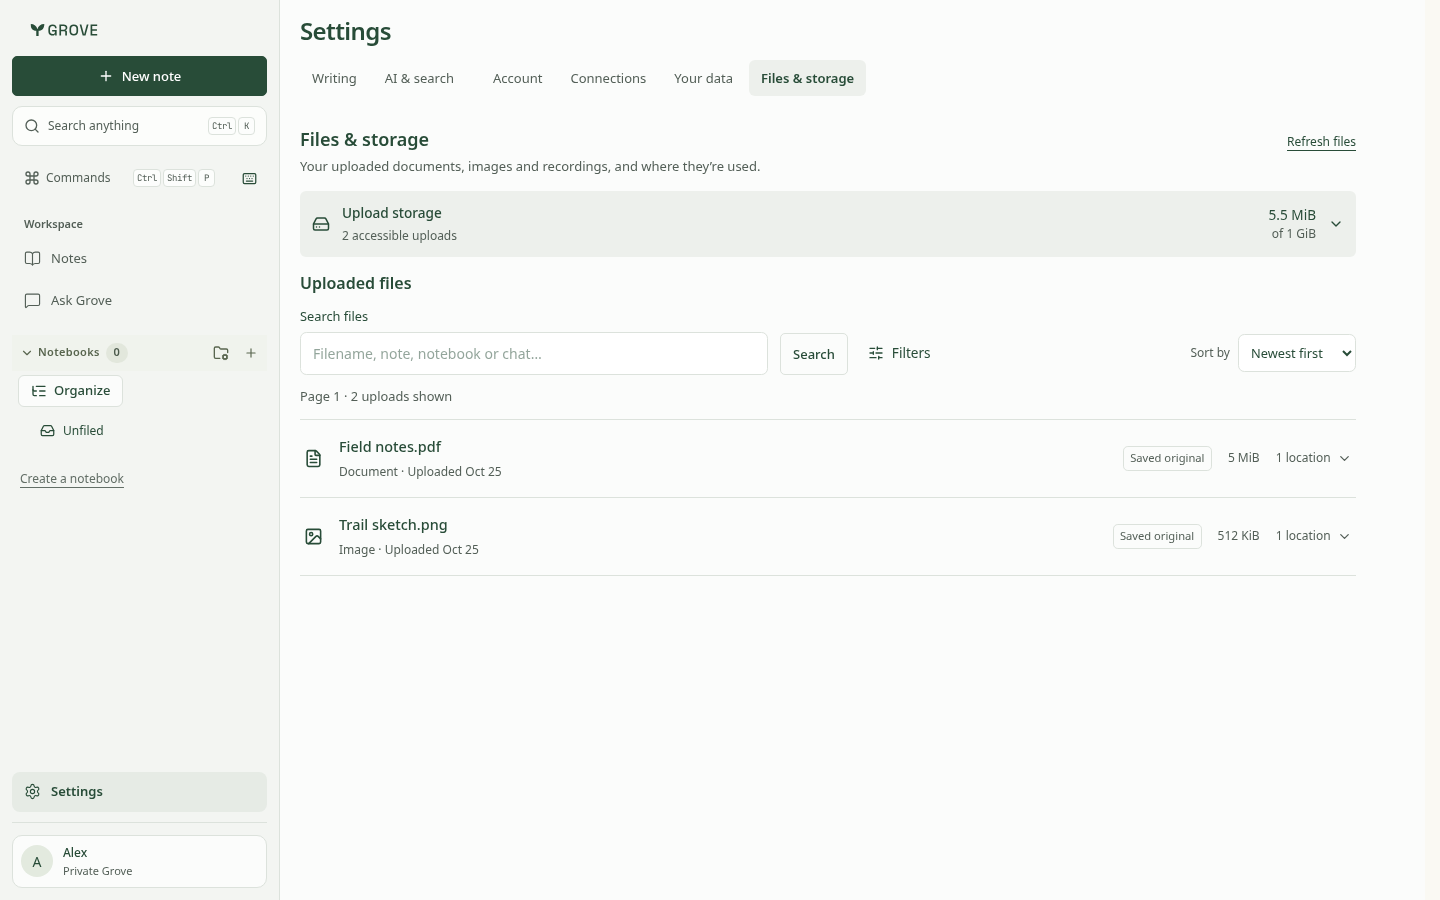 GROVE
New note
Search anything Ctrl K
Commands Ctrl Shift P
Workspace
Notes
Ask Grove
Notebooks 0
Organize
Unfiled
Create a notebook
Settings
A
Alex
Private Grove
Settings
Writing AI & search Account Connections Your data Files & storage
Files & storage
Refresh files
Your uploaded documents, images and recordings, and where they’re used.
Upload storage
2 accessible uploads
5.5 MiB
of 1 GiB
Uploaded files
Search files
Filename, note, notebook or chat… Search Filters Sort by Newest first
Page 1 · 2 uploads shown
Field notes.pdf
Document · Uploaded Oct 25
Saved original 5 MiB 1 location
Trail sketch.png
Image · Uploaded Oct 25
Saved original 512 KiB 1 location